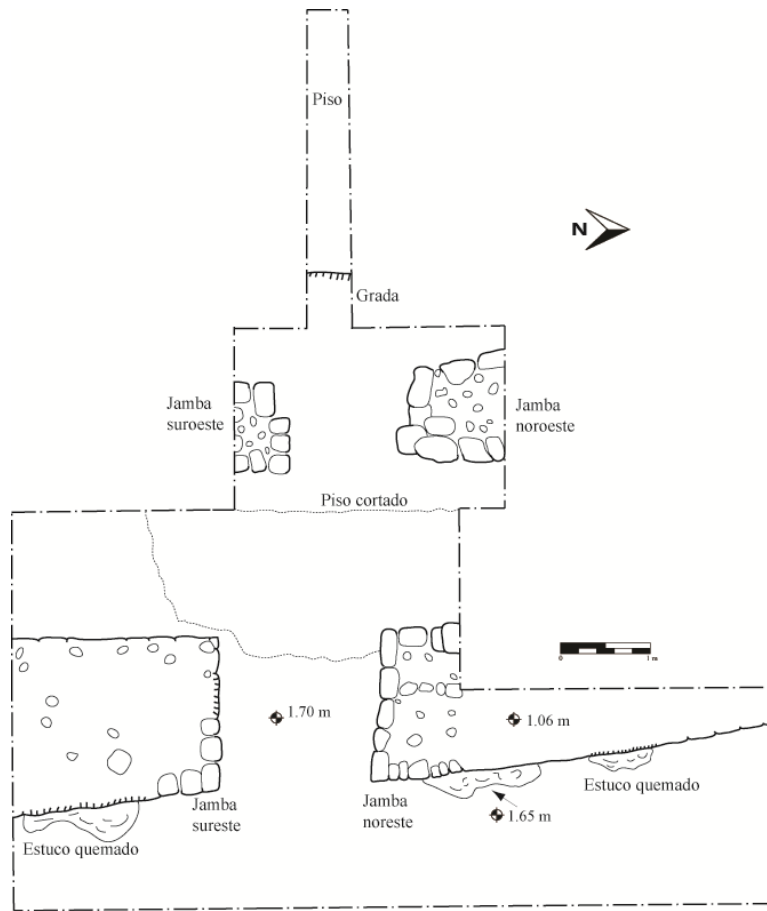 Piso
N
Grada
Jamba
suroeste
Jamba
noroeste
Piso cortado
0
1 m
1.70 m
1.06 m
Jamba
sureste
Jamba
noreste
Estuco quemado
1.65 m
Estuco quemado